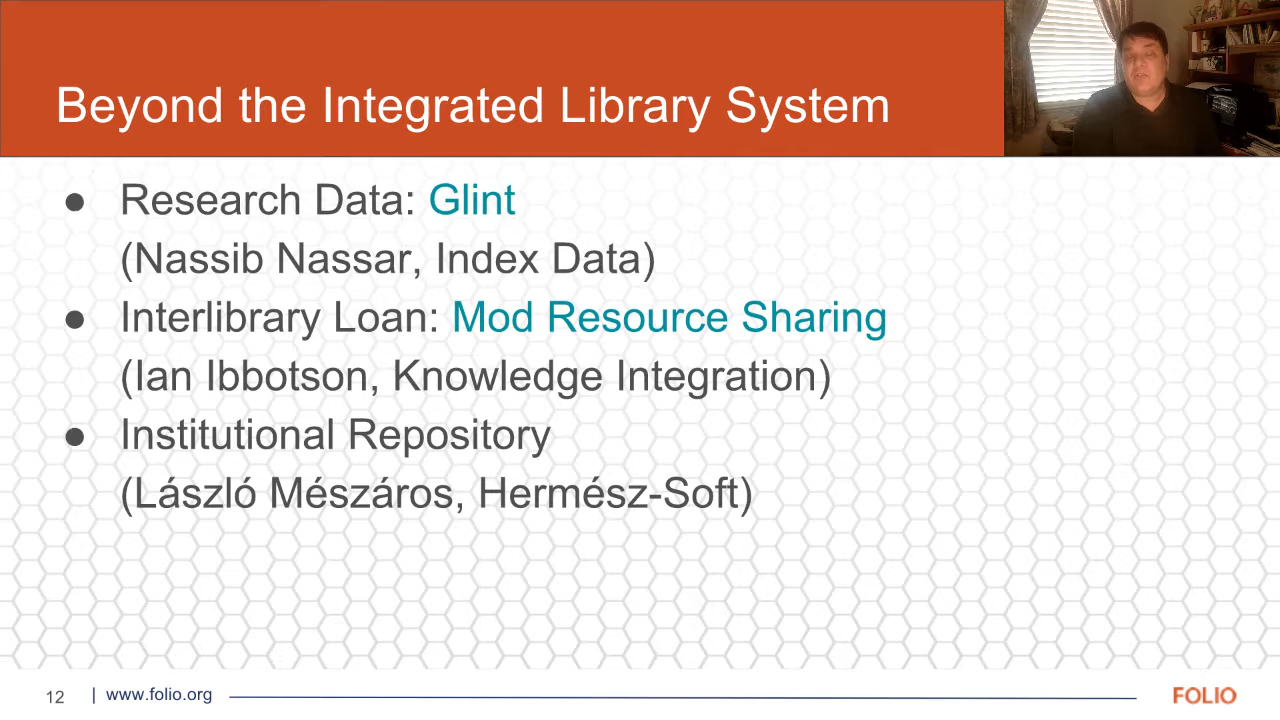 Beyond the Integrated Library System
● Research Data: Glint
(Nassib Nassar, Index Data)
● Interlibrary Loan: Mod Resource Sharing
(Ian Ibbotson, Knowledge Integration)
● Institutional Repository
(László Mészáros, Hermész-Soft)
12 | www.folio.org
FOLIO